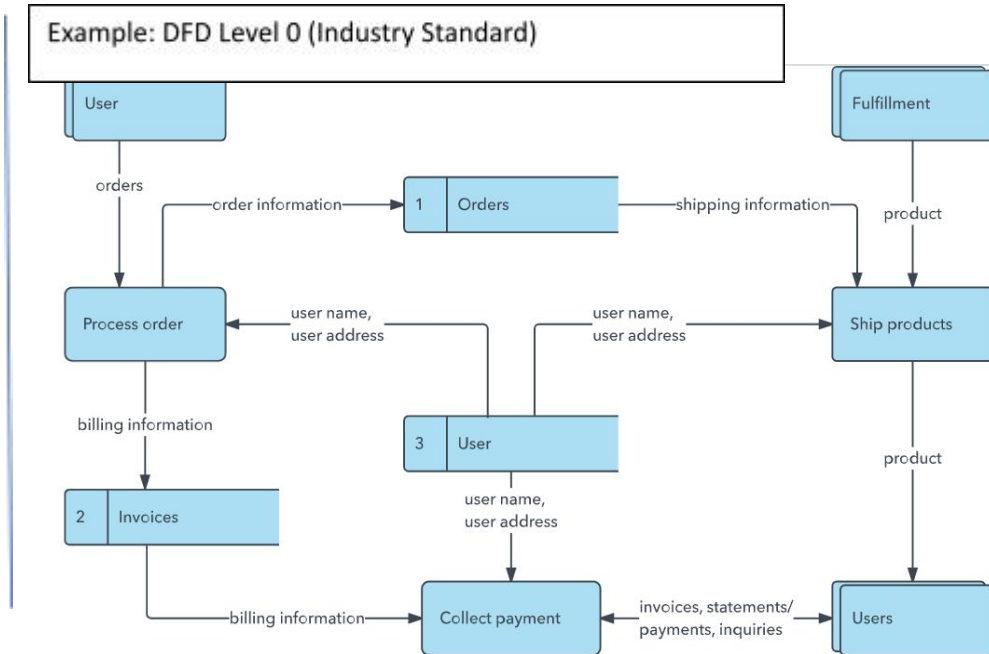 Example: DFD Level 0 (Industry Standard)
User
Fulfillment
orders
order information
1 Orders
shipping information
product
Process order
user name,
user address
user name,
user address
Ship products
billing information
3 User
product
2 Invoices
user name,
user address
billing information
Collect payment
invoices, statements/
payments, inquiries
Users